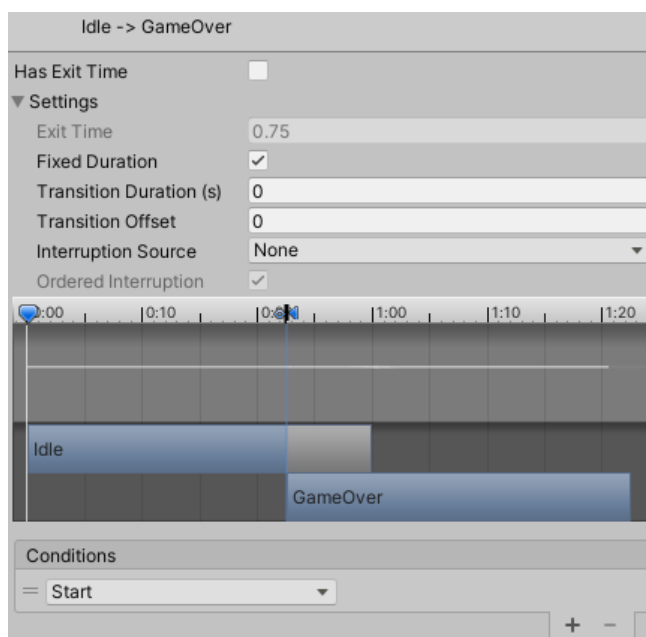 Idle -> GameOver
Has Exit Time
Settings
Exit Time 0.75
Fixed Duration
Transition Duration (s) 0
Transition Offset 0
Interruption Source None
Ordered Interruption
0:10 1:00 1:10 1:20
Idle
GameOver
Conditions
Start